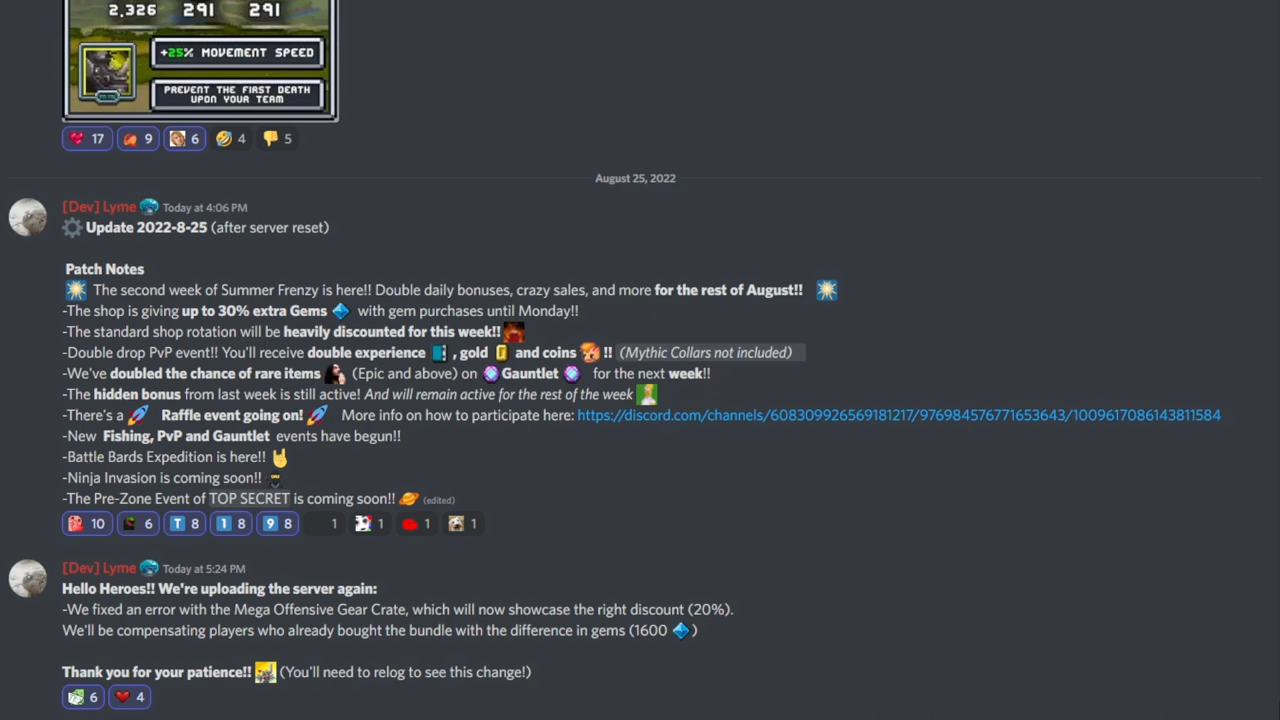 2,326 291 291
+25% MOVEMENT SPEED
PREVENT THE FIRST DEATH
UPON YOUR TEAM
17 9 6 4 5
August 25, 2022
[Dev] Lyme Today at 4:06 PM
Update 2022-8-25 (after server reset)
Patch Notes
The second week of Summer Frenzy is here!! Double daily bonuses, crazy sales, and more for the rest of August!!
-The shop is giving up to 30% extra Gems with gem purchases until Monday!!
-The standard shop rotation will be heavily discounted for this week!!
-Double drop PvP event!! You'll receive double experience , gold and coins !! (Mythic Collars not included)
-We've doubled the chance of rare items (Epic and above) on Gauntlet for the next week!!
-The hidden bonus from last week is still active! And will remain active for the rest of the week
-There's a Raffle event going on! More info on how to participate here: https://discord.com/channels/608309926569181217/976984576771653643/1009617086143811584
-New Fishing, PvP and Gauntlet events have begun!!
-Battle Bards Expedition is here!!
-Ninja Invasion is coming soon!!
-The Pre-Zone Event of TOP SECRET is coming soon!! (edited)
10 6 T 8 1 8 9 8 1 1 1 1
[Dev] Lyme Today at 5:24 PM
Hello Heroes!! We're uploading the server again:
-We fixed an error with the Mega Offensive Gear Crate, which will now showcase the right discount (20%).
We'll be compensating players who already bought the bundle with the difference in gems (1600 )
Thank you for your patience!! (You'll need to relog to see this change!)
6 4